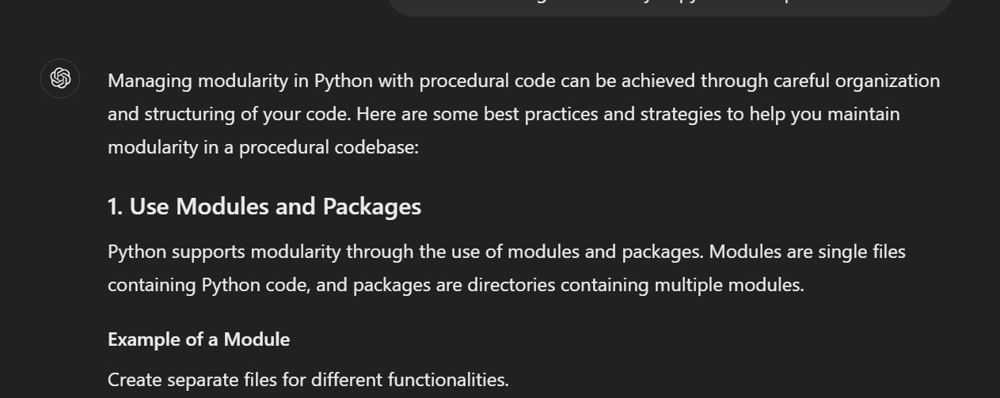 Managing modularity in Python with procedural code can be achieved through careful organization
and structuring of your code. Here are some best practices and strategies to help you maintain
modularity in a procedural codebase:
1. Use Modules and Packages
Python supports modularity through the use of modules and packages. Modules are single files
containing Python code, and packages are directories containing multiple modules.
Example of a Module
Create separate files for different functionalities.